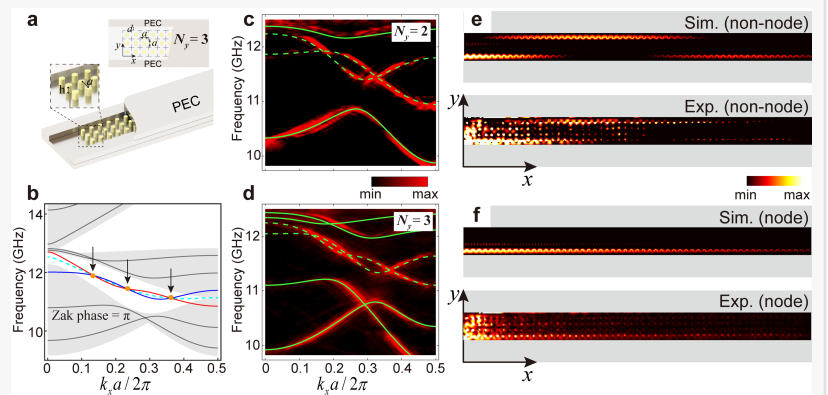 a
PEC
d
a
a
y
x
N_y = 3
PEC
h
a
PEC
b
14
12
10
Frequency (GHz)
Zak phase = π
0
0.1
0.2
0.3
0.4
0.5
k_x a / 2π
c
N_y = 2
12
11
10
Frequency (GHz)
min
max
d
N_y = 3
12
11
10
Frequency (GHz)
0
0.1
0.2
0.3
0.4
0.5
k_x a / 2π
e
Sim. (non-node)
y
Exp. (non-node)
x
min
max
f
Sim. (node)
y
Exp. (node)
x